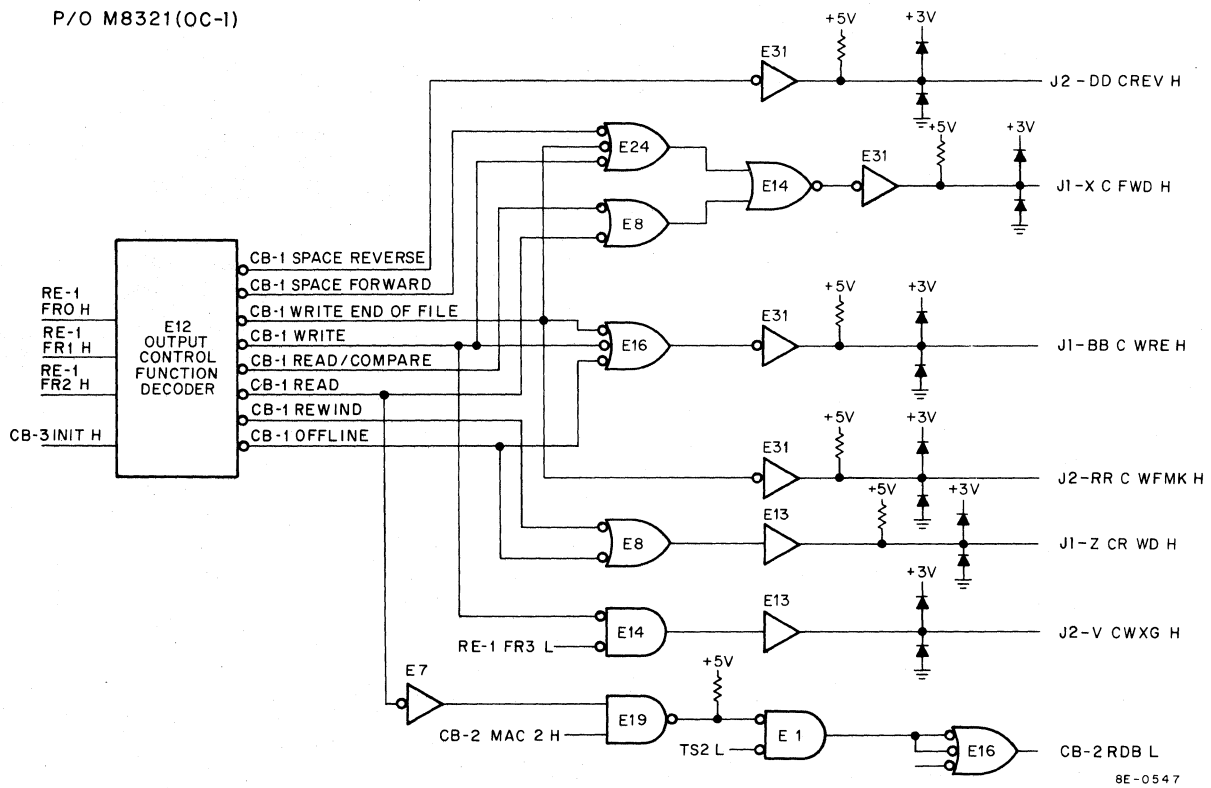 P/O M8321(OC-1)
+5V
+3V
E31
J2-DD CREV H
+5V
+3V
E24
E31
E14
J1-X C FWD H
E8
CB-1 SPACE REVERSE
CB-1 SPACE FORWARD
RE-1
FR0 H
CB-1 WRITE END OF FILE
+5V
+3V
E12
OUTPUT
CONTROL
FUNCTION
DECODER
RE-1
FR1 H
CB-1 WRITE
E31
E16
J1-BB C WRE H
CB-1 READ/COMPARE
RE-1
FR2 H
CB-1 READ
CB-1 REWIND
+5V
+3V
CB-3 INIT H
CB-1 OFFLINE
E31
J2-RR C WFMK H
+5V
+3V
E13
E8
J1-Z CR WD H
+3V
E13
E14
J2-V CWXG H
RE-1 FR3 L
E7
+5V
E19
CB-2 MAC 2 H
E 1
TS2 L
E16
CB-2 RDB L
8E-0547